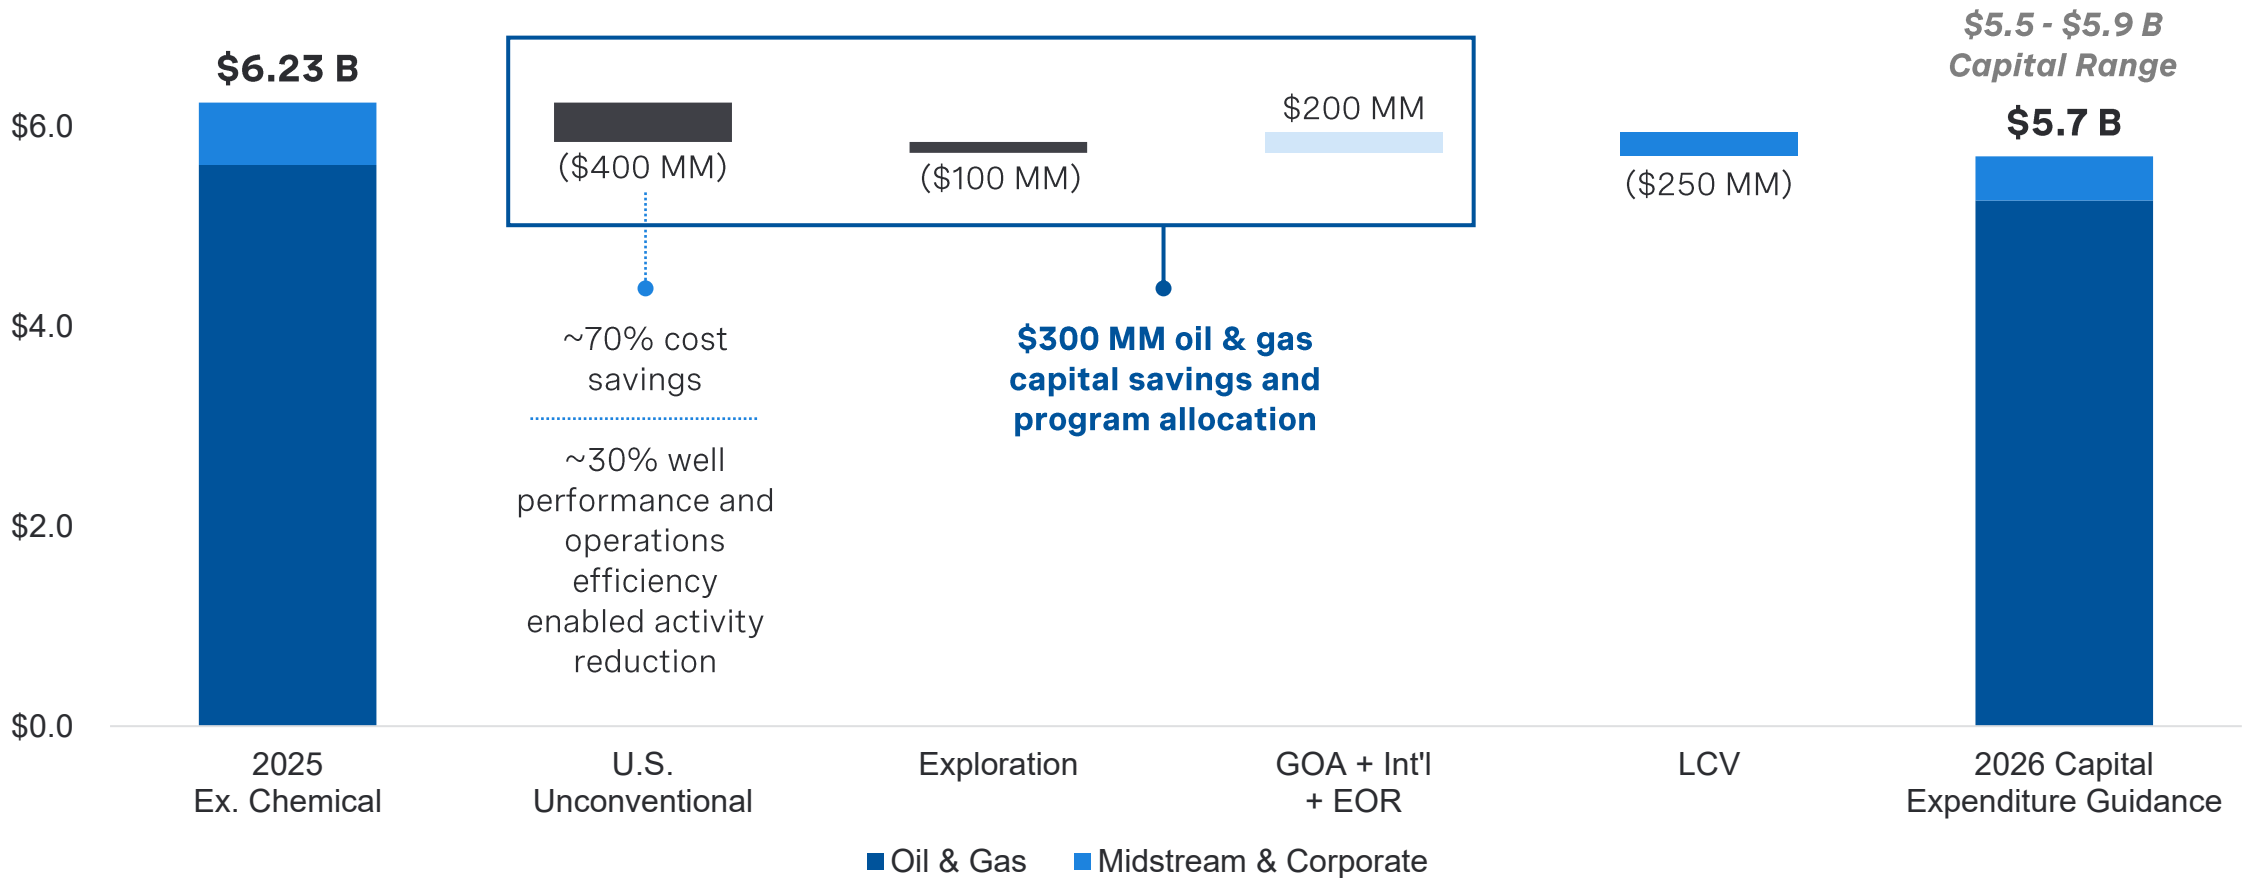 $5.5 - $5.9 B
Capital Range
$6.23 B
$5.7 B
$6.0
$4.0
$2.0
$0.0
($400 MM)
($100 MM)
$200 MM
($250 MM)
~70% cost
savings
~30% well
performance and
operations
efficiency
enabled activity
reduction
$300 MM oil & gas
capital savings and
program allocation
2025
Ex. Chemical
U.S.
Unconventional
Exploration
GOA + Int'l
+ EOR
LCV
2026 Capital
Expenditure Guidance
Oil & Gas
Midstream & Corporate